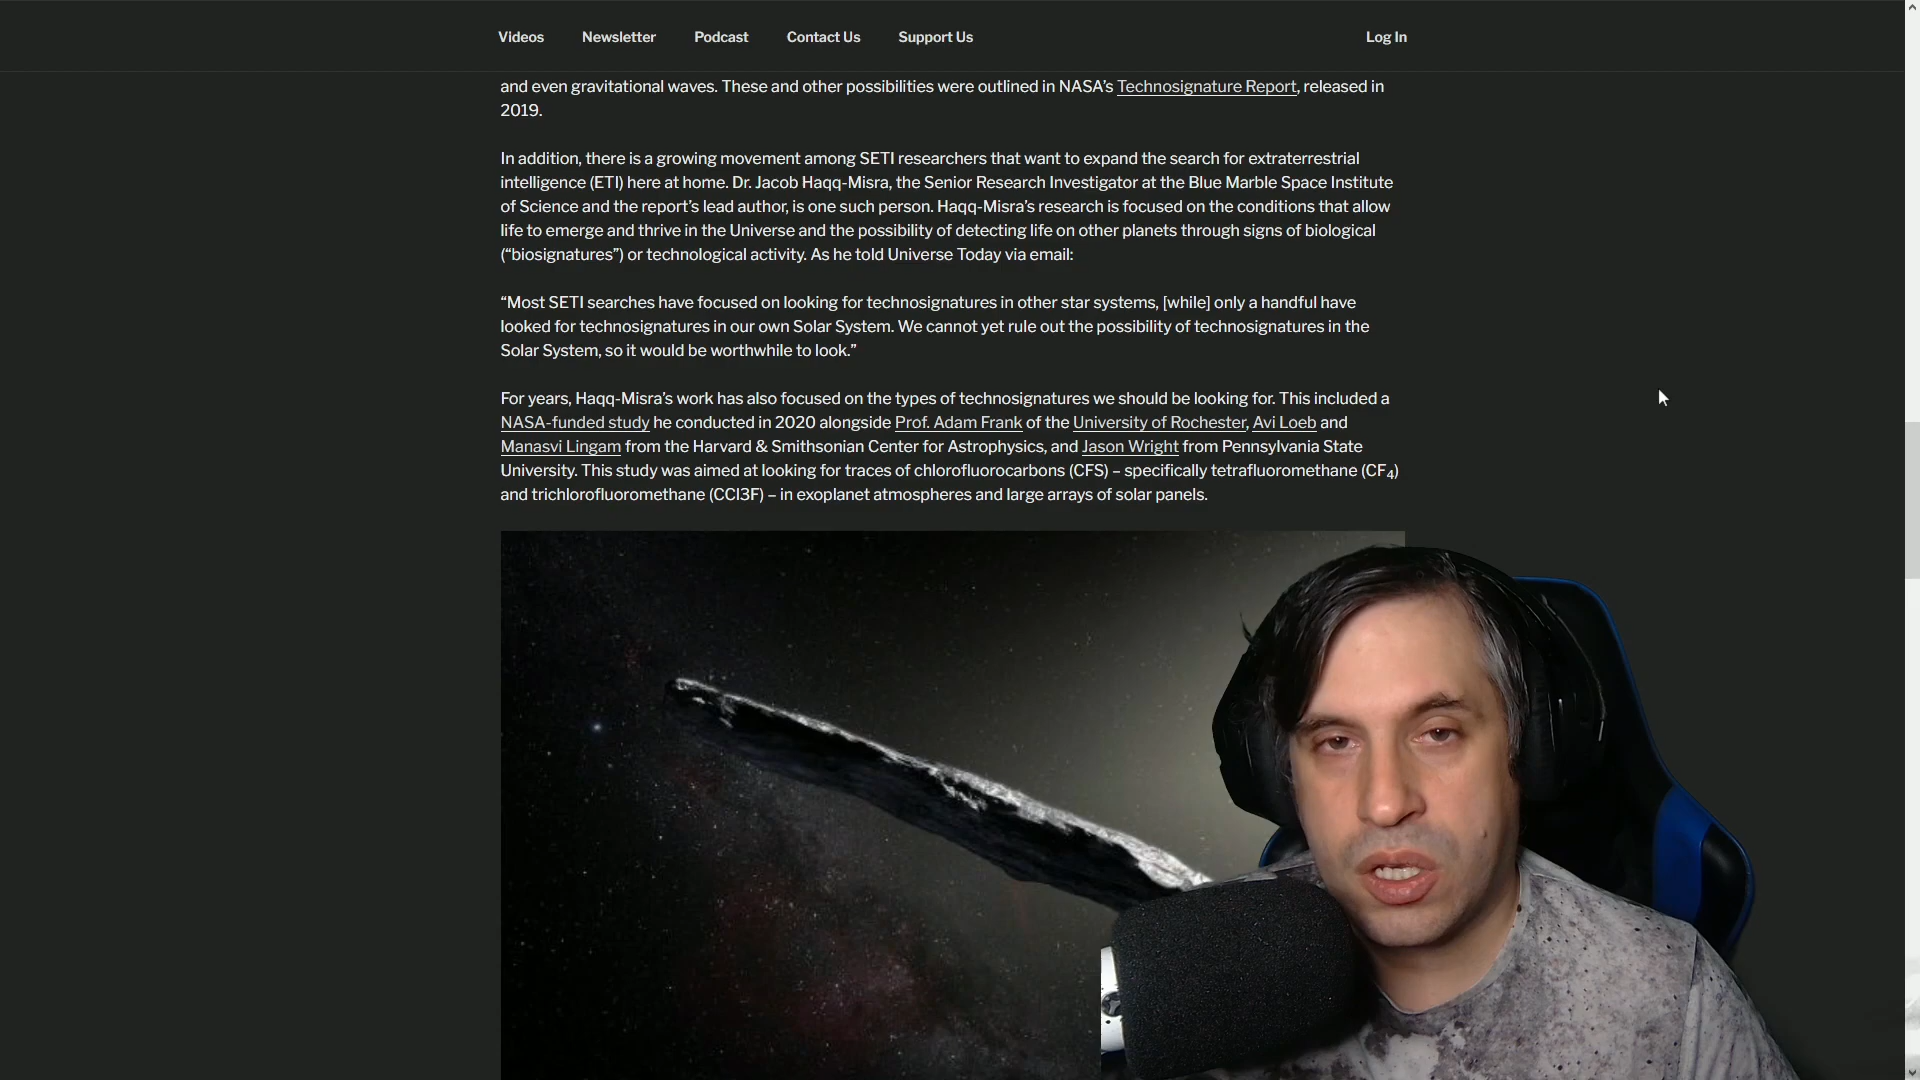 Videos Newsletter Podcast Contact Us Support Us Log In
and even gravitational waves. These and other possibilities were outlined in NASA’s Technosignature Report, released in
2019.
In addition, there is a growing movement among SETI researchers that want to expand the search for extraterrestrial
intelligence (ETI) here at home. Dr. Jacob Haqq-Misra, the Senior Research Investigator at the Blue Marble Space Institute
of Science and the report’s lead author, is one such person. Haqq-Misra’s research is focused on the conditions that allow
life to emerge and thrive in the Universe and the possibility of detecting life on other planets through signs of biological
(“biosignatures”) or technological activity. As he told Universe Today via email:
“Most SETI searches have focused on looking for technosignatures in other star systems, [while] only a handful have
looked for technosignatures in our own Solar System. We cannot yet rule out the possibility of technosignatures in the
Solar System, so it would be worthwhile to look.”
For years, Haqq-Misra’s work has also focused on the types of technosignatures we should be looking for. This included a
NASA-funded study he conducted in 2020 alongside Prof. Adam Frank of the University of Rochester, Avi Loeb and
Manasvi Lingam from the Harvard & Smithsonian Center for Astrophysics, and Jason Wright from Pennsylvania State
University. This study was aimed at looking for traces of chlorofluorocarbons (CFS) – specifically tetrafluoromethane (CF₄)
and trichlorofluoromethane (CCl3F) – in exoplanet atmospheres and large arrays of solar panels.